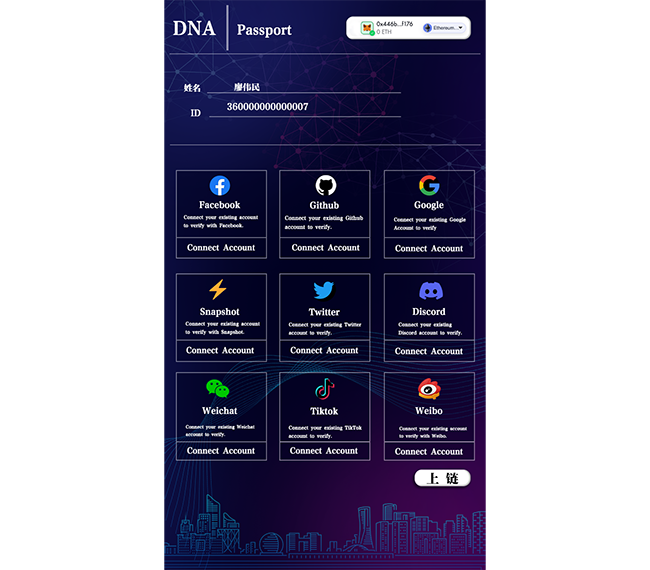 DNA Passport
0x446b...f176
0 ETH
Ethereum...
姓名 廖伟民
ID 360000000000007
Facebook
Connect your existing account
to verify with Facebook.
Connect Account
Github
Connect your existing Github
account to verify.
Connect Account
Google
Connect your existing Google
Account to verify
Connect Account
Snapshot
Connect your existing account
to verify with Snapshot.
Connect Account
Twitter
Connect your existing Twitter
account to verify.
Connect Account
Discord
Connect your existing
Discord account to verify.
Connect Account
Weichat
Connect your existing Weichat
account to verify.
Connect Account
Tiktok
Connect your existing TikTok
account to verify.
Connect Account
Weibo
Connect your existing account
to verify with Weibo.
Connect Account
上 链